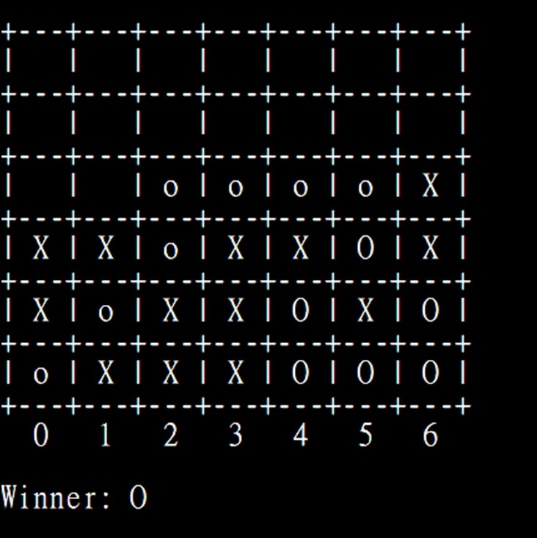 +---+---+---+---+---+---+---+
|   |   |   |   |   |   |   |
+---+---+---+---+---+---+---+
|   |   |   |   |   |   |   |
+---+---+---+---+---+---+---+
|   |   | o | o | o | o | X |
+---+---+---+---+---+---+---+
| X | X | o | X | X | O | X |
+---+---+---+---+---+---+---+
| X | o | X | X | O | X | O |
+---+---+---+---+---+---+---+
| o | X | X | X | O | O | O |
+---+---+---+---+---+---+---+
  0   1   2   3   4   5   6
Winner: O